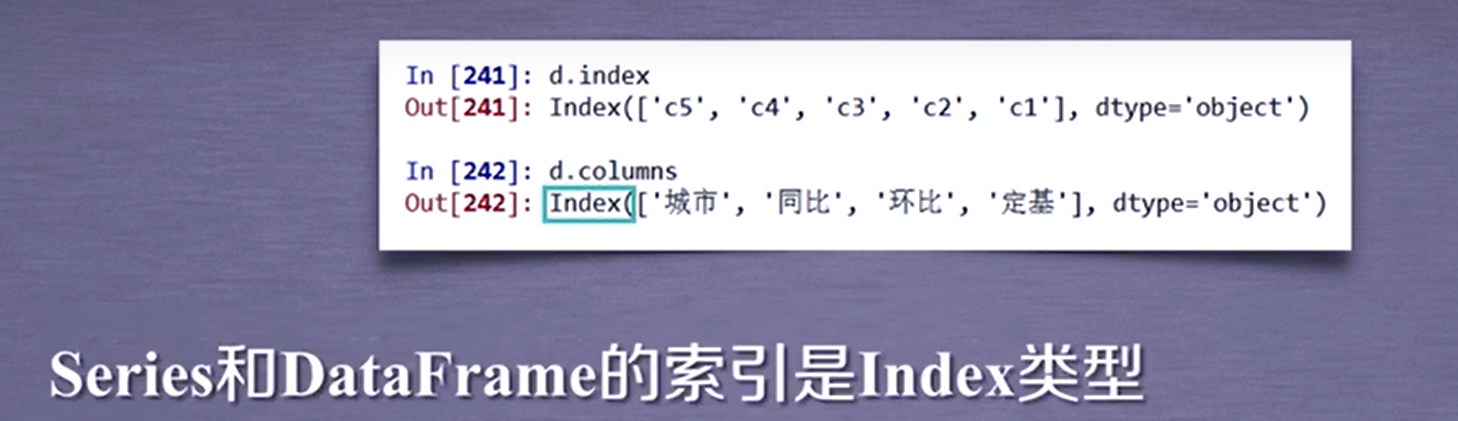 In [241]: d.index
Out[241]: Index(['c5', 'c4', 'c3', 'c2', 'c1'], dtype='object')
In [242]: d.columns
Out[242]: Index(['城市', '同比', '环比', '定基'], dtype='object')
Series和DataFrame的索引是Index类型